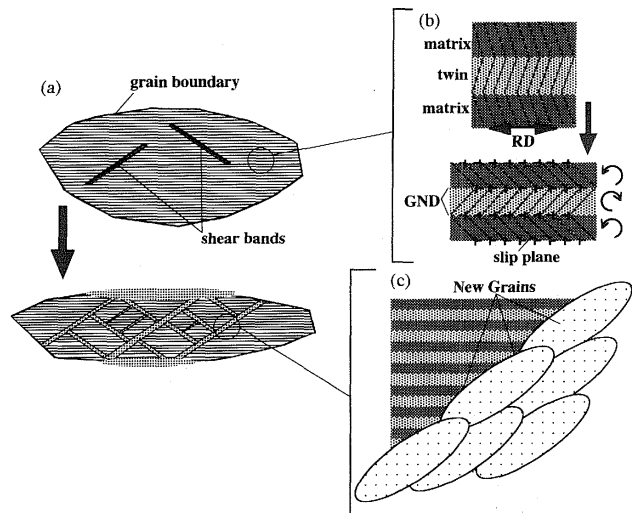 (a)
grain boundary
shear bands
(b)
matrix
twin
matrix
RD
GND
slip plane
(c)
New Grains